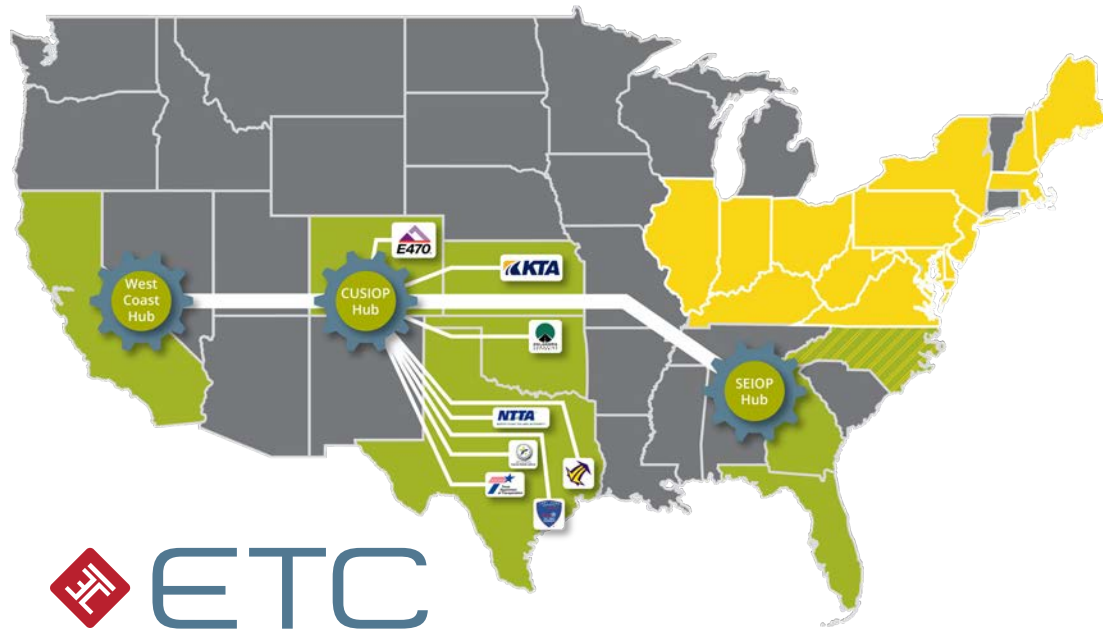 E470
KTA
West
Coast
Hub
CUSIOP
Hub
SEIOP
Hub
NTTA
ETC